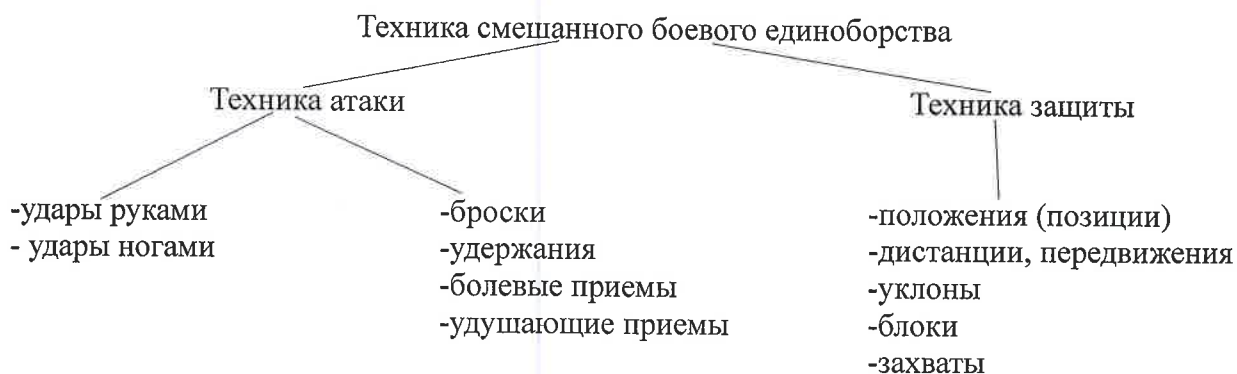 Техника смешанного боевого единоборства
Техника атаки
Техника защиты
-удары руками
- удары ногами
-броски
-удержания
-болевые приемы
-удушающие приемы
-положения (позиции)
-дистанции, передвижения
-уклоны
-блоки
-захваты